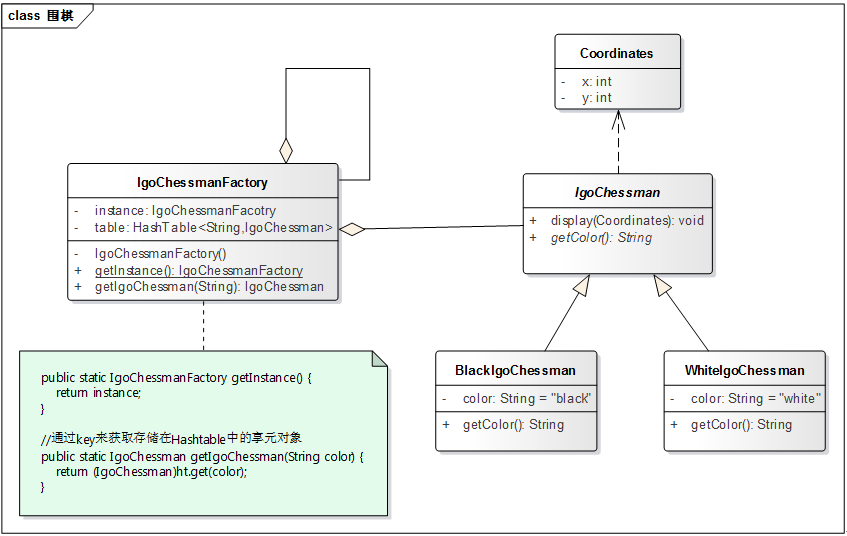 class 围棋
Coordinates
- x: int
- y: int
IgoChessmanFactory
- instance: IgoChessmanFacotry
- table: HashTable<String,IgoChessman>
- IgoChessmanFactory()
+ getInstance(): IgoChessmanFactory
+ getIgoChessman(String): IgoChessman
IgoChessman
+ display(Coordinates): void
+ getColor(): String
BlackIgoChessman
- color: String = "black"
+ getColor(): String
WhiteIgoChessman
- color: String = "white"
+ getColor(): String
public static IgoChessmanFactory getInstance() {
return instance;
}
//通过key来获取存储在Hashtable中的享元对象
public static IgoChessman getIgoChessman(String color) {
return (IgoChessman)ht.get(color);
}